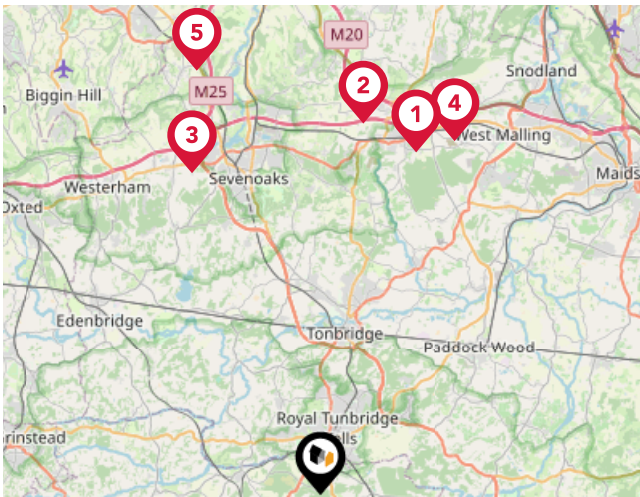 5
M20
Snodland
Biggin Hill
M25
2
1
4
3
West Malling
Westerham
Sevenoaks
Maids
Oxted
Edenbridge
Tonbridge
Paddock Wood
Royal Tunbridge
ells
rinstead